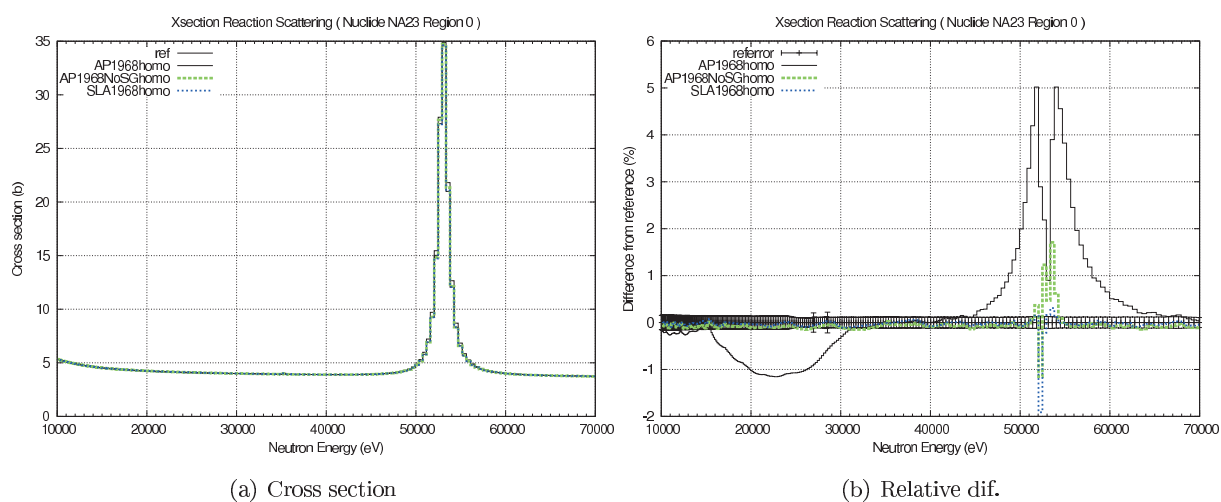 Xsection Reaction Scattering ( Nuclide NA23 Region 0 )
35
30
25
20
15
10
5
0
Cross section (b)
ref
AP1968homo
AP1968NoSGhomo
SLA1968homo
10000 20000 30000 40000 50000 60000 70000
Neutron Energy (eV)
(a) Cross section
Xsection Reaction Scattering ( Nuclide NA23 Region 0 )
6
5
4
3
2
1
0
-1
-2
Difference from reference (%)
referror
AP1968homo
AP1968NoSGhomo
SLA1968homo
10000 20000 30000 40000 50000 60000 70000
Neutron Energy (eV)
(b) Relative dif.